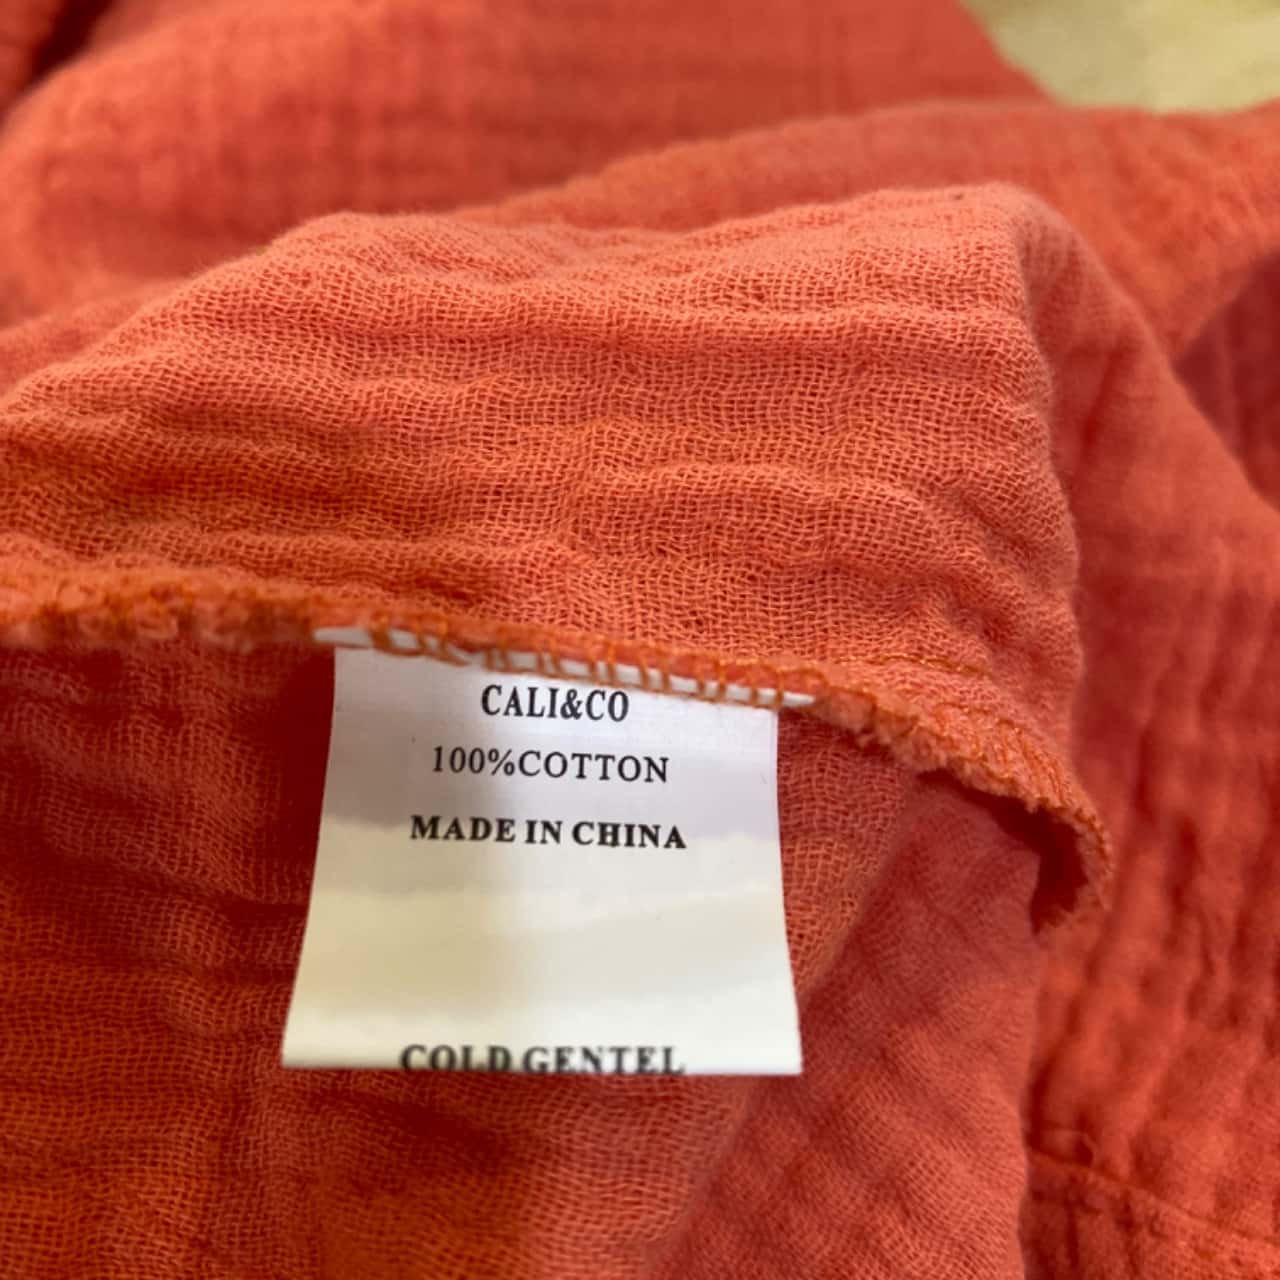 CALI&CO
100%COTTON
MADE IN CHINA
COLD GENTEL